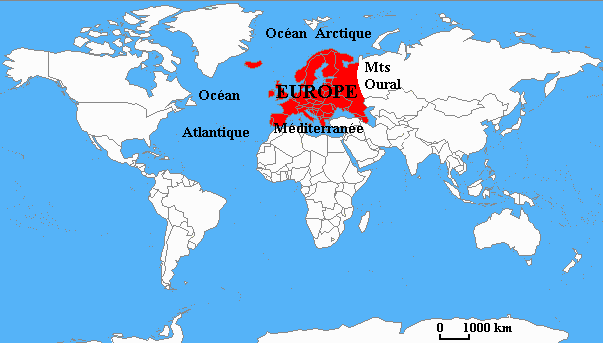 Océan Arctique
Mts
Oural
EUROPE
Océan
Atlantique
Méditerranée
0 1000 km